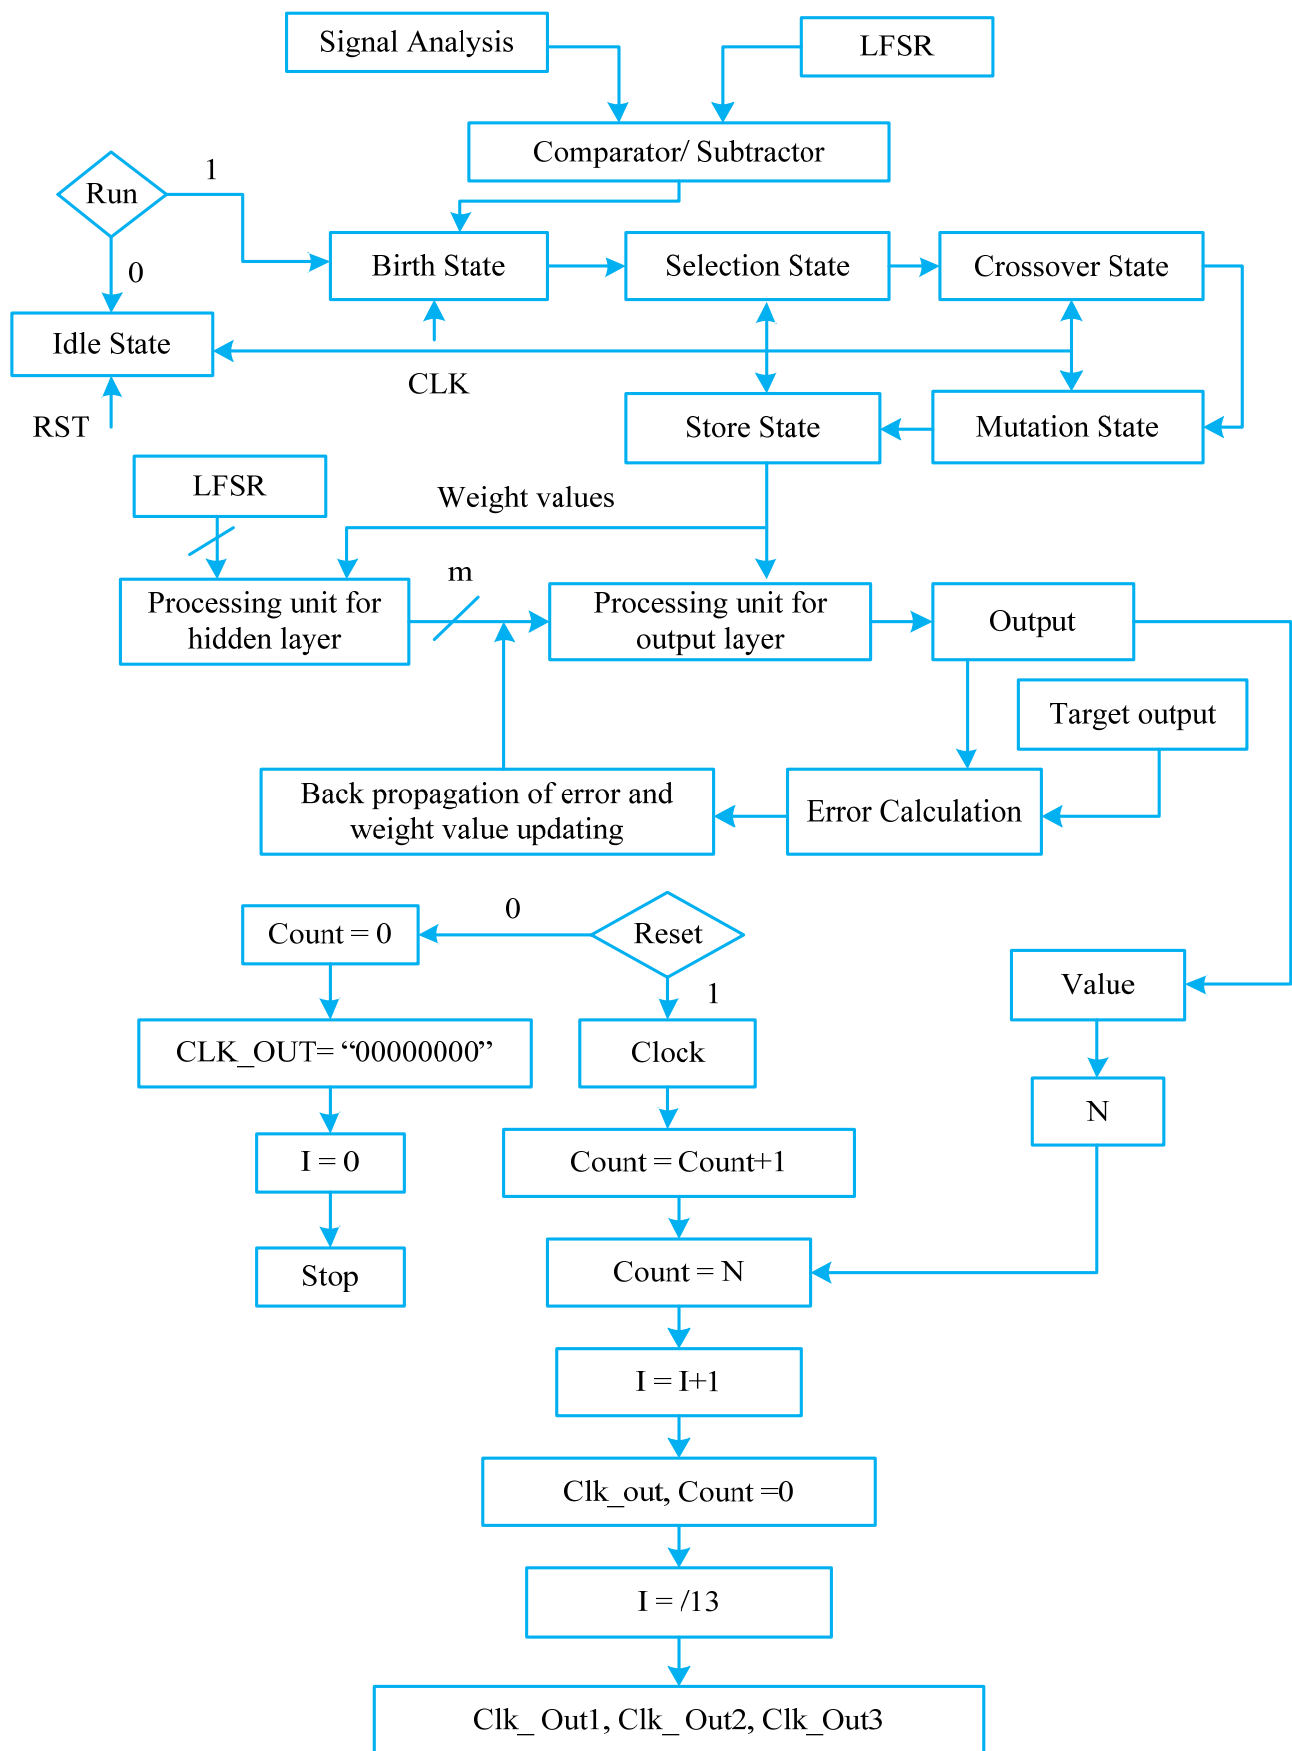 Signal Analysis
LFSR
Comparator/ Subtractor
Run
1
0
Birth State
Selection State
Crossover State
Idle State
CLK
RST
Store State
Mutation State
LFSR
Weight values
Processing unit for
hidden layer
m
Processing unit for
output layer
Output
Target output
Back propagation of error and
weight value updating
Error Calculation
Count = 0
0
Reset
1
Value
CLK_OUT= “00000000”
Clock
N
I = 0
Count = Count+1
Stop
Count = N
I = I+1
Clk_out, Count =0
I = /13
Clk_ Out1, Clk_ Out2, Clk_Out3